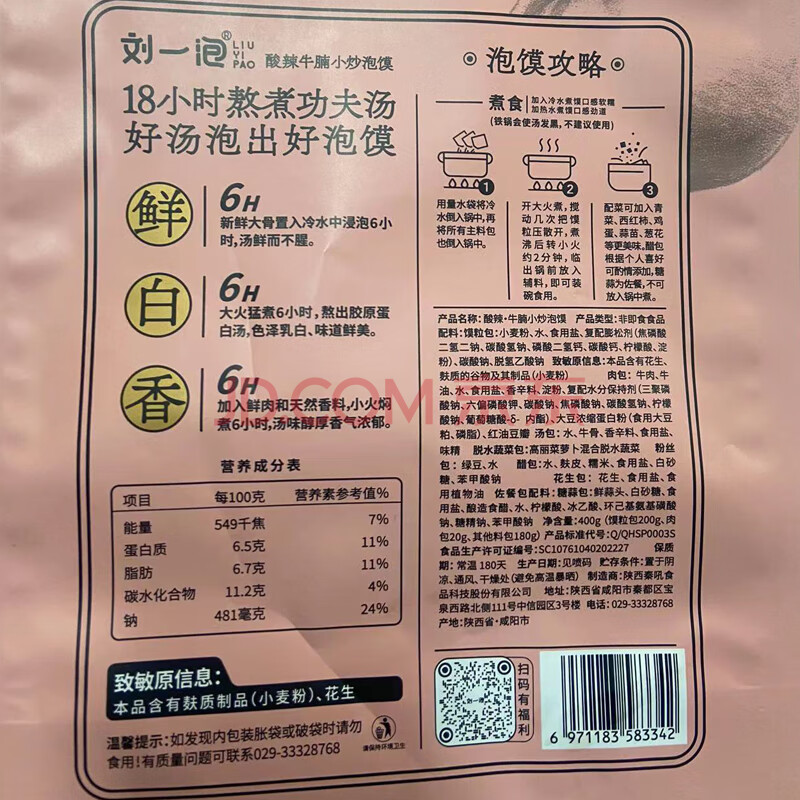 刘一泡® LIU YI PAO 酸辣牛腩小炒泡馍
18小时熬煮功夫汤
好汤泡出好泡馍
鲜
6H
新鲜大骨置入冷水中浸泡6小
时,汤鲜而不腥。
白
6H
大火猛煮6小时,熬出胶原蛋
白汤,色泽乳白、味道鲜美。
香
6H
加入鲜肉和天然香料,小火焖
煮6小时,汤味醇厚香气浓郁。
营养成分表
项目 每100克 营养素参考值%
能量 549千焦 7%
蛋白质 6.5克 11%
脂肪 6.7克 11%
碳水化合物 11.2克 4%
钠 481毫克 24%
致敏原信息:
本品含有麸质制品(小麦粉)、花生
温馨提示:如发现内包装胀袋或破袋时请勿
食用!有质量问题可联系029-33328768
请保持环境卫生
泡馍攻略
煮食 加入冷水煮馍口感软糯
加热水煮馍口感劲道
(铁锅会使汤发黑,不建议使用)
1
用量水袋将冷
水倒入锅中,再
将所有主料包
也倒入锅中。
2
开大火煮,搅
动几次把馍
粒压散开,煮
沸后转小火
约2分钟,临
出锅前放入
辅料,即可装
碗食用。
3
配菜可加入青
菜、西红柿、鸡
蛋、蒜苗、葱花
等更美味,醋包
根据个人喜好
可酌情添加,糖
蒜为佐餐,不可
放入锅中煮。
产品名称:酸辣·牛腩小炒泡馍 产品类型:非即食食品
配料:馍粒包:小麦粉、水、食用盐、复配膨松剂(焦磷酸
二氢二钠、碳酸氢钠、磷酸二氢钙、碳酸钙、柠檬酸、淀
粉)、碳酸钠、脱氢乙酸钠 致敏原信息:本品含有花生、
麸质的谷物及其制品(小麦粉) 肉包:牛肉、牛
油、水、食用盐、香辛料、淀粉、复配水分保持剂(三聚磷
酸钠、六偏磷酸钾、碳酸钠、焦磷酸钠、碳酸氢钠、柠檬
酸钠、葡萄糖酸-δ-内酯)大豆浓缩蛋白粉(食用大豆
粕、磷脂)、红油豆瓣 汤包:水、牛骨、香辛料、食用盐、
味精 脱水蔬菜包:高丽菜萝卜混合脱水蔬菜 粉丝
包:绿豆、水 醋包:水、麸皮、糯米、食用盐、白砂
糖、苯甲酸钠 花生包:花生、食用盐、食
用植物油 佐餐包配料:糖蒜包:鲜蒜头、白砂糖、食
用盐、酿造食醋、水、柠檬酸、冰乙酸、环己基氨基磺酸
钠、糖精钠、苯甲酸钠 净含量:400g(馍粒包200g、肉
包20g、其他料包180g)产品标准代号:Q/QHSP0003S
食品生产许可证编号:SC10761040202227 保质
期:常温180天 生产日期:见喷码 贮存条件:置于阴
凉、通风、干燥处(避免高温暴晒) 制造商:陕西秦吼食
品科技股份有限公司 地址:陕西省咸阳市秦都区宝
泉西路北侧111号中信园区3号楼 电话:029-33328768
产地:陕西省·咸阳市
刘一泡
扫码有福利
6 971183 583342
JD.COM 京东